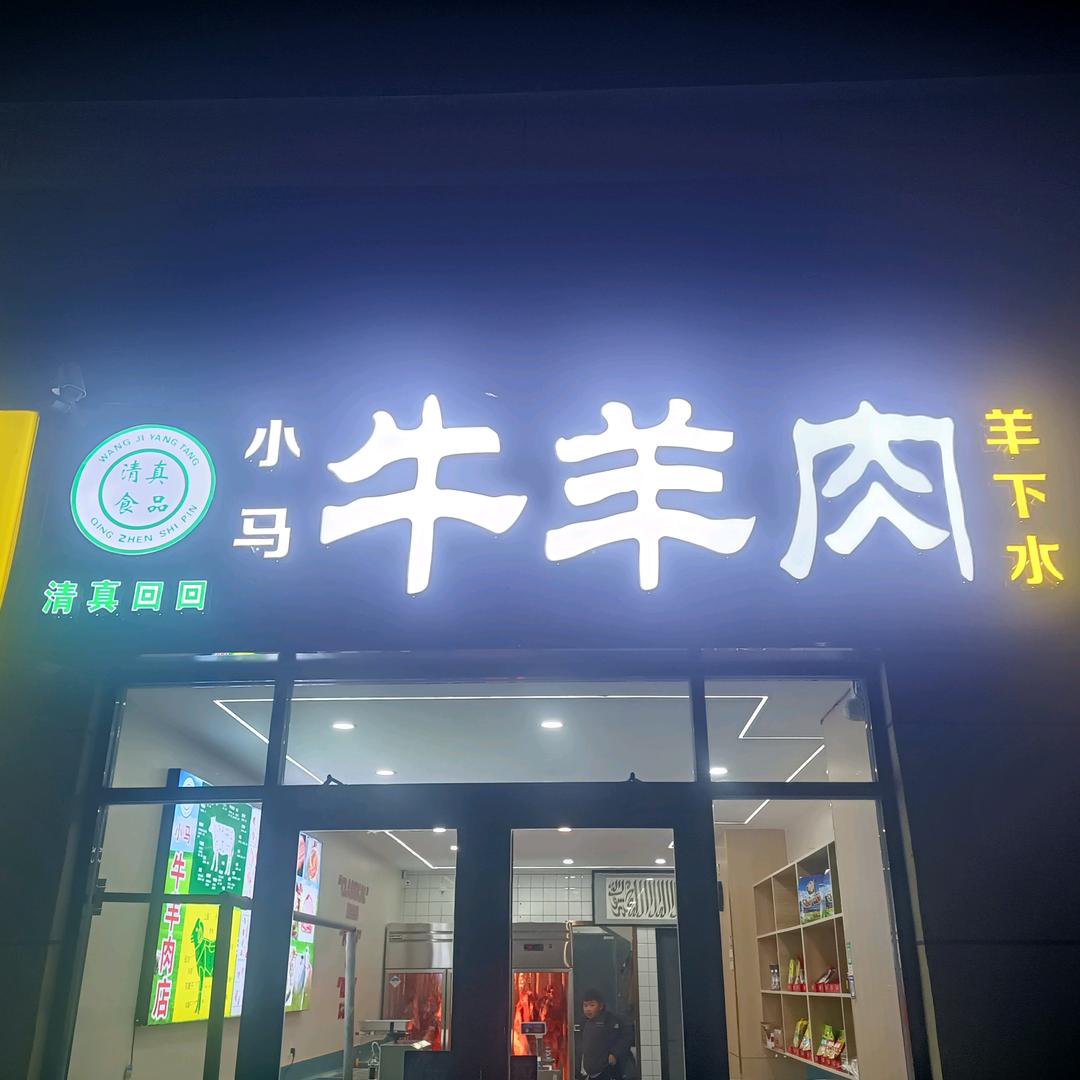 WANG JI YANG TANG
清真
食品
QING ZHEN SHI PIN
清真回回
小马
牛羊肉
羊下水
小马
牛羊肉店